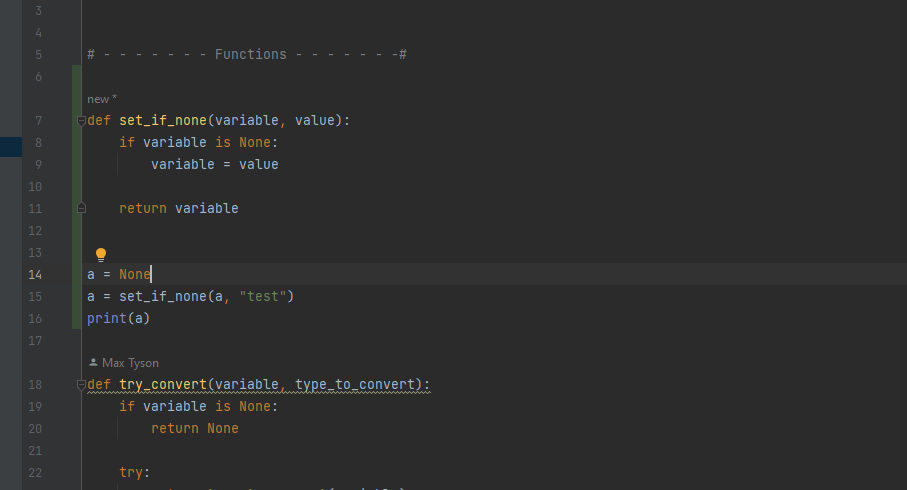 3
4
5 # - - - - - - - Functions - - - - - - -#
6
new *
7 def set_if_none(variable, value):
8 if variable is None:
9 variable = value
10
11 return variable
12
13
14 a = None
15 a = set_if_none(a, "test")
16 print(a)
17
Max Tyson
18 def try_convert(variable, type_to_convert):
19 if variable is None:
20 return None
21
22 try: